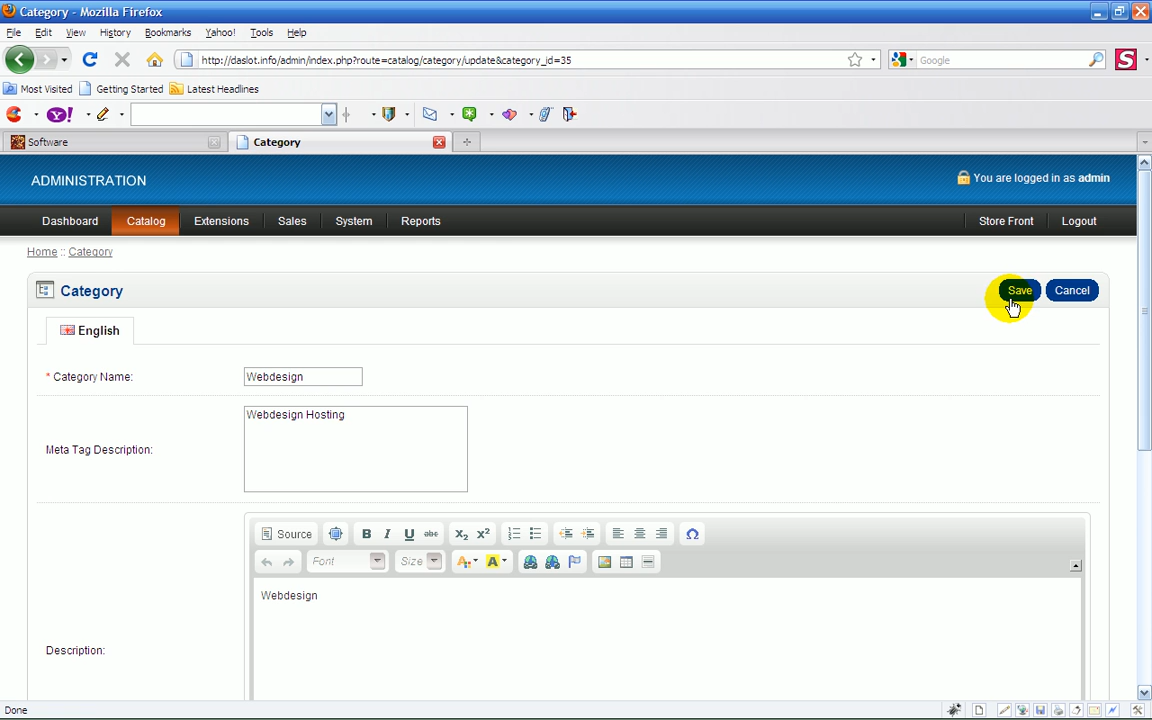 Category - Mozilla Firefox
File Edit View History Bookmarks Yahoo! Tools Help
http://daslot.info/admin/index.php?route=catalog/category/update&category_id=35
Google
S
Most Visited Getting Started Latest Headlines
Y!
Software Category
ADMINISTRATION You are logged in as admin
Dashboard Catalog Extensions Sales System Reports Store Front Logout
Home :: Category
Category Save Cancel
English
* Category Name: Webdesign
Meta Tag Description: Webdesign Hosting
Source B I U abc X2 X2 Ω
Font Size A A
Webdesign
Description:
Done